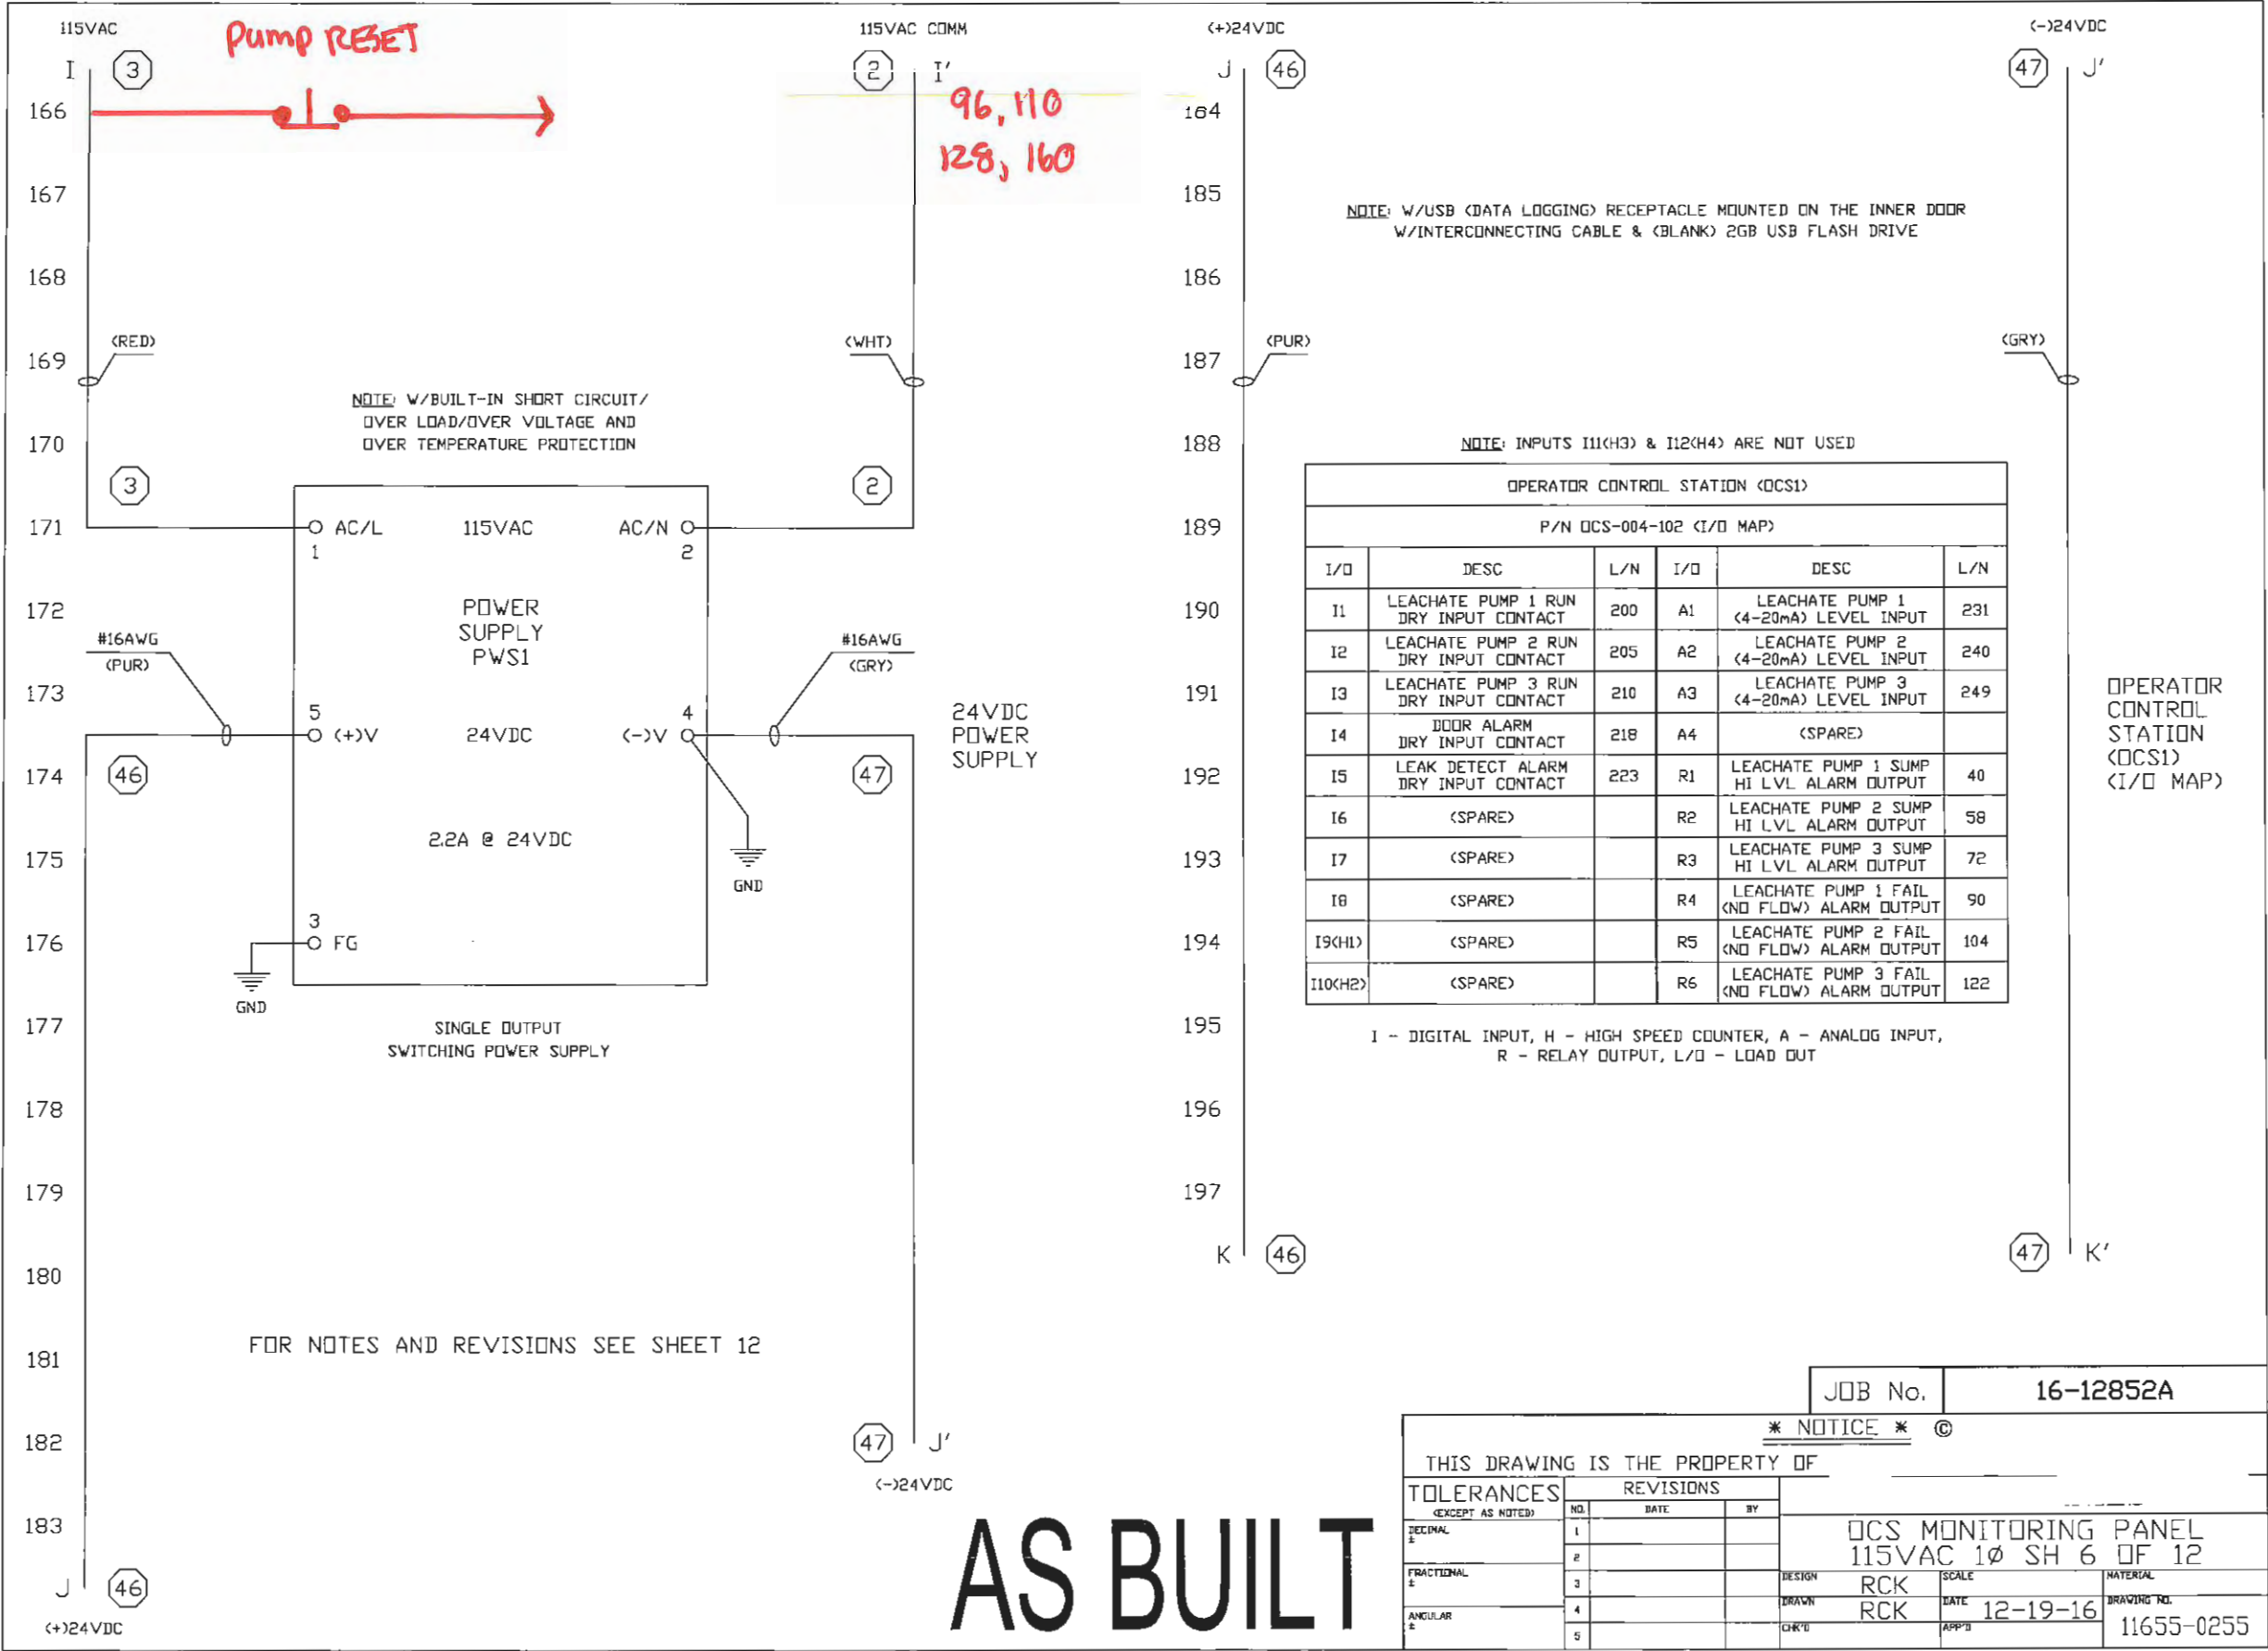 115VAC
Pump RESET
115VAC COMM
I 3
2 I'
166
96, 110
128, 160
167
168
(RED)
(WHT)
169
NOTE: W/BUILT-IN SHORT CIRCUIT/
OVER LOAD/OVER VOLTAGE AND
OVER TEMPERATURE PROTECTION
170
3
2
171
AC/L 115VAC AC/N
1 2
172
POWER
SUPPLY
PWS1
#16AWG
(PUR)
#16AWG
(GRY)
173
5 4
(+)V 24VDC (-)V
24VDC
POWER
SUPPLY
174
46
47
2.2A @ 24VDC
175
GND
3
176
FG
GND
177
SINGLE OUTPUT
SWITCHING POWER SUPPLY
178
179
180
FOR NOTES AND REVISIONS SEE SHEET 12
181
182
47 J'
(-)24VDC
183
J 46
(+)24VDC
(+)24VDC
(-)24VDC
J 46
47 J'
164
185
NOTE: W/USB (DATA LOGGING) RECEPTACLE MOUNTED ON THE INNER DOOR
W/INTERCONNECTING CABLE & (BLANK) 2GB USB FLASH DRIVE
186
(PUR)
(GRY)
187
188
NOTE: INPUTS I11(H3) & I12(H4) ARE NOT USED
OPERATOR CONTROL STATION (OCS1)
189
P/N OCS-004-102 (I/O MAP)
I/O DESC L/N I/O DESC L/N
190
I1 LEACHATE PUMP 1 RUN DRY INPUT CONTACT 200 A1 LEACHATE PUMP 1 (4-20mA) LEVEL INPUT 231
I2 LEACHATE PUMP 2 RUN DRY INPUT CONTACT 205 A2 LEACHATE PUMP 2 (4-20mA) LEVEL INPUT 240
191
I3 LEACHATE PUMP 3 RUN DRY INPUT CONTACT 210 A3 LEACHATE PUMP 3 (4-20mA) LEVEL INPUT 249
I4 DOOR ALARM DRY INPUT CONTACT 218 A4 (SPARE)
192
I5 LEAK DETECT ALARM DRY INPUT CONTACT 223 R1 LEACHATE PUMP 1 SUMP HI LVL ALARM OUTPUT 40
I6 (SPARE) R2 LEACHATE PUMP 2 SUMP HI LVL ALARM OUTPUT 58
193
I7 (SPARE) R3 LEACHATE PUMP 3 SUMP HI LVL ALARM OUTPUT 72
I8 (SPARE) R4 LEACHATE PUMP 1 FAIL (NO FLOW) ALARM OUTPUT 90
194
I9(H1) (SPARE) R5 LEACHATE PUMP 2 FAIL (NO FLOW) ALARM OUTPUT 104
I10(H2) (SPARE) R6 LEACHATE PUMP 3 FAIL (NO FLOW) ALARM OUTPUT 122
OPERATOR
CONTROL
STATION
(OCS1)
(I/O MAP)
195
I - DIGITAL INPUT, H - HIGH SPEED COUNTER, A - ANALOG INPUT,
R - RELAY OUTPUT, L/O - LOAD OUT
196
197
K 46
47 K'
AS BUILT
JOB No. 16-12852A
* NOTICE * ©
THIS DRAWING IS THE PROPERTY OF
TOLERANCES
(EXCEPT AS NOTED)
DECIMAL
±
FRACTIONAL
±
ANGULAR
±
REVISIONS
NO. DATE BY
1
2
3
4
5
OCS MONITORING PANEL
115VAC 1Ø SH 6 OF 12
DESIGN RCK SCALE MATERIAL
DRAWN RCK DATE 12-19-16 DRAWING NO.
CHK'D APP'D 11655-0255